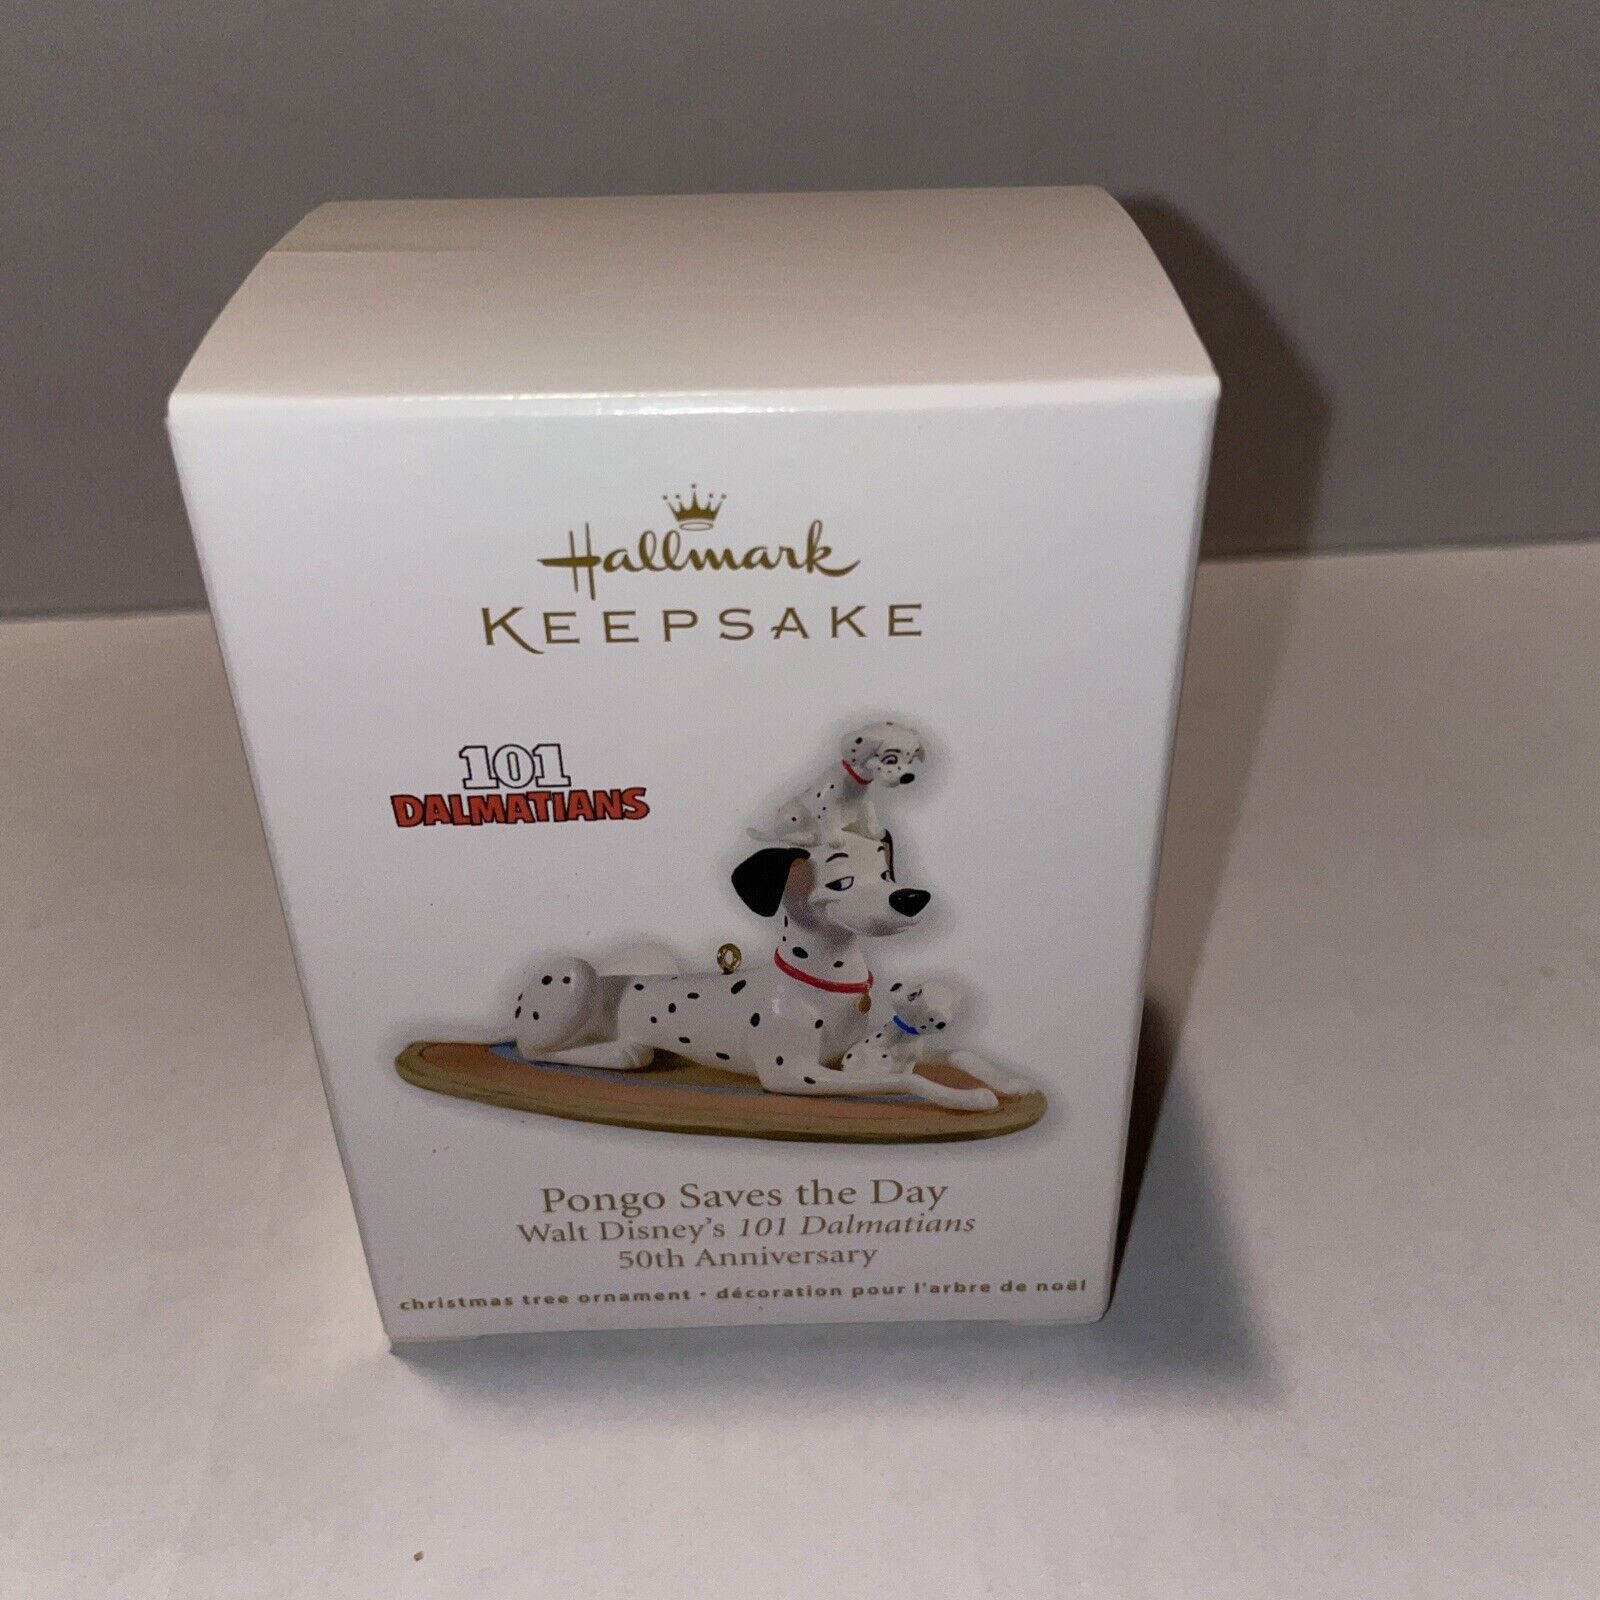 Hallmark
KEEPSAKE
101
DALMATIANS
Pongo Saves the Day
Walt Disney's 101 Dalmatians
50th Anniversary
christmas tree ornament • décoration pour l'arbre de noël